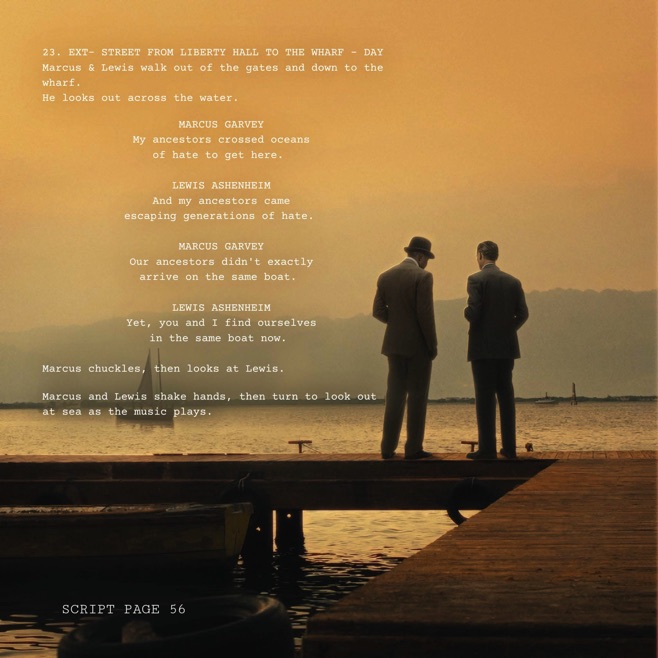 23. EXT- STREET FROM LIBERTY HALL TO THE WHARF - DAY
Marcus & Lewis walk out of the gates and down to the
wharf.
He looks out across the water.
MARCUS GARVEY
My ancestors crossed oceans
of hate to get here.
LEWIS ASHENHEIM
And my ancestors came
escaping generations of hate.
MARCUS GARVEY
Our ancestors didn't exactly
arrive on the same boat.
LEWIS ASHENHEIM
Yet, you and I find ourselves
in the same boat now.
Marcus chuckles, then looks at Lewis.
Marcus and Lewis shake hands, then turn to look out
at sea as the music plays.
SCRIPT PAGE 56